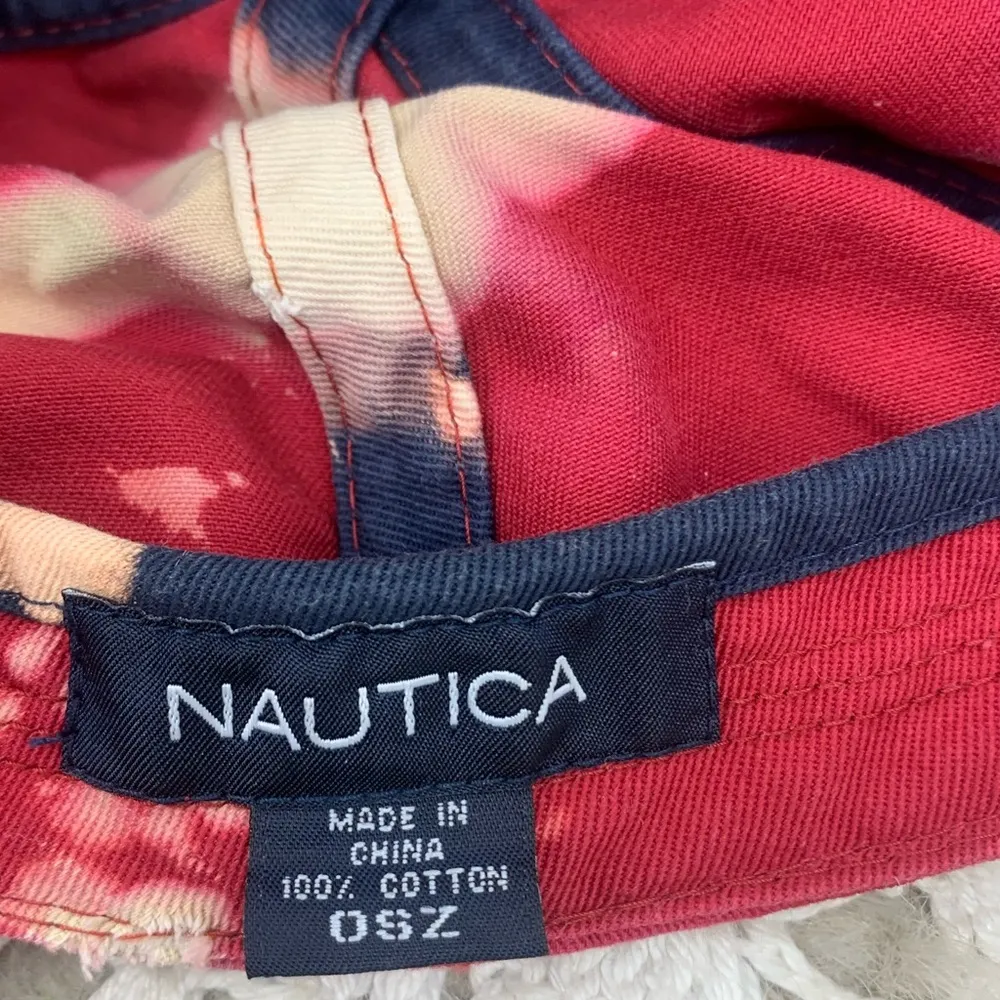 NAUTICA
MADE IN
CHINA
100% COTTON
OSZ